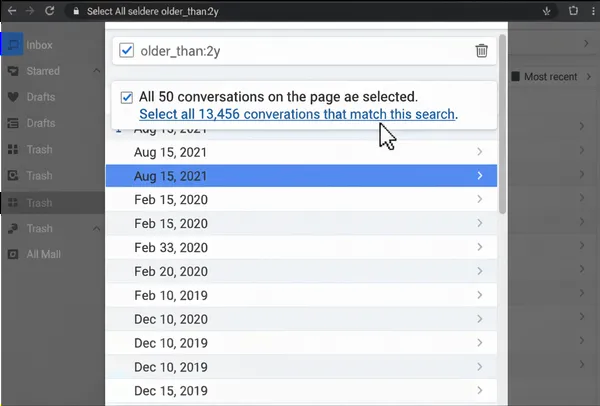 Select All seldere older_than:2y
Inbox
Starred
Drafts
Drafts
Trash
Trash
Trash
Trash
Ail Mall
older_than:2y
All 50 conversations on the page ae selected.
Select all 13,456 converations that match this search.
Aug 15, 2021
Aug 15, 2021
Aug 15, 2021
Feb 15, 2020
Feb 15, 2020
Feb 33, 2020
Feb 20, 2020
Feb 10, 2019
Dec 10, 2020
Dec 10, 2019
Dec 10, 2019
Dec 15, 2019
Most recent